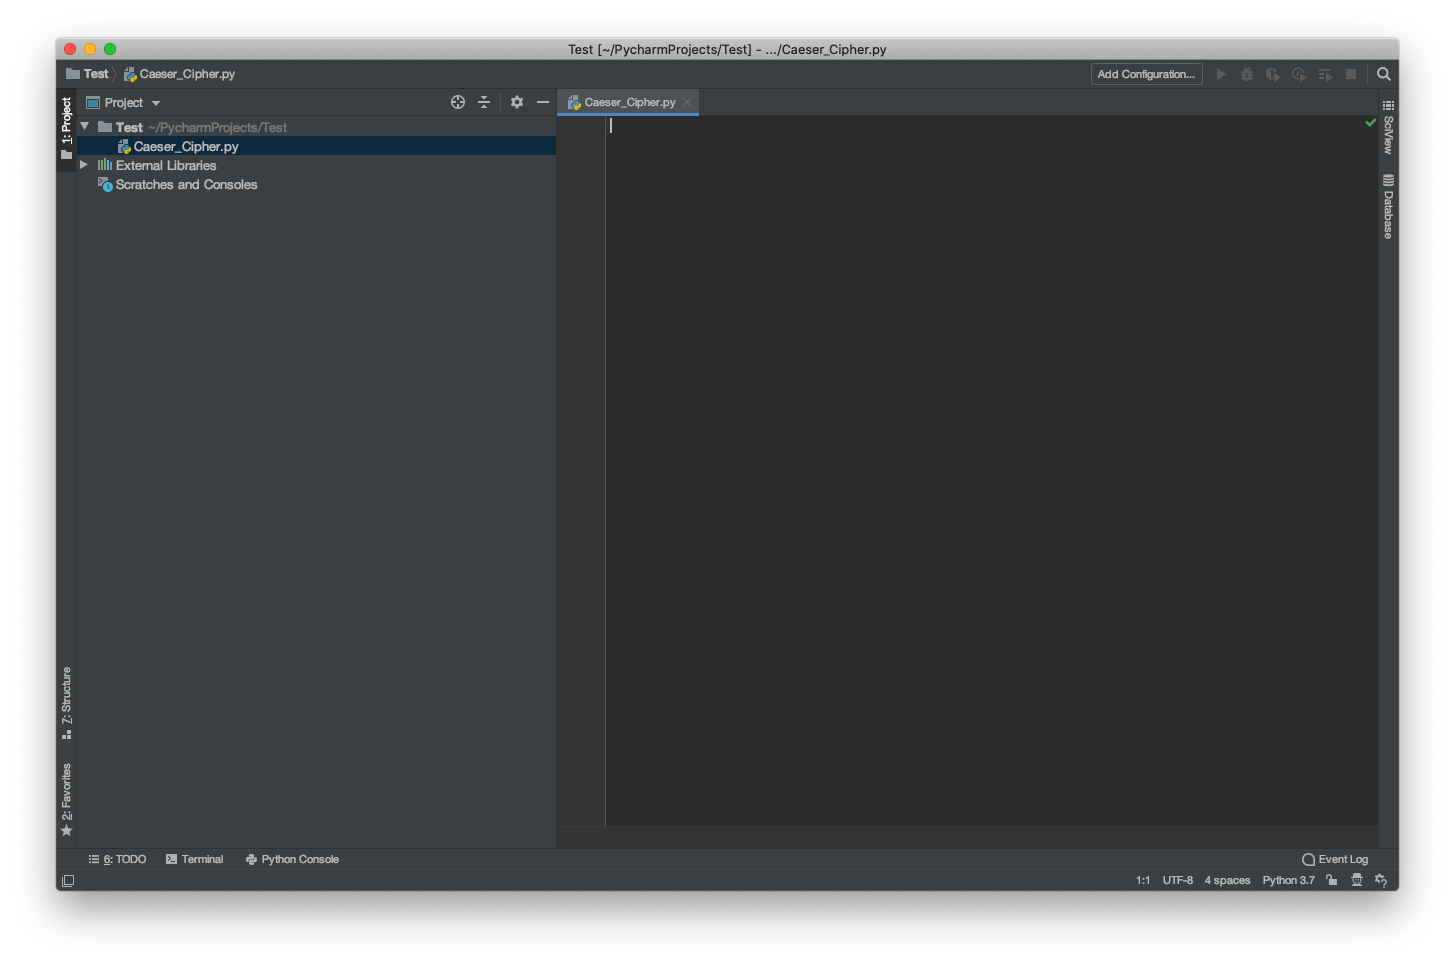 Test [~/PycharmProjects/Test] - .../Caeser_Cipher.py
Test Caeser_Cipher.py
Add Configuration...
1: Project
Project
Caeser_Cipher.py
Test ~/PycharmProjects/Test
Caeser_Cipher.py
External Libraries
Scratches and Consoles
SciView
Database
7: Structure
2: Favorites
6: TODO
Terminal
Python Console
Event Log
1:1 UTF-8 4 spaces Python 3.7